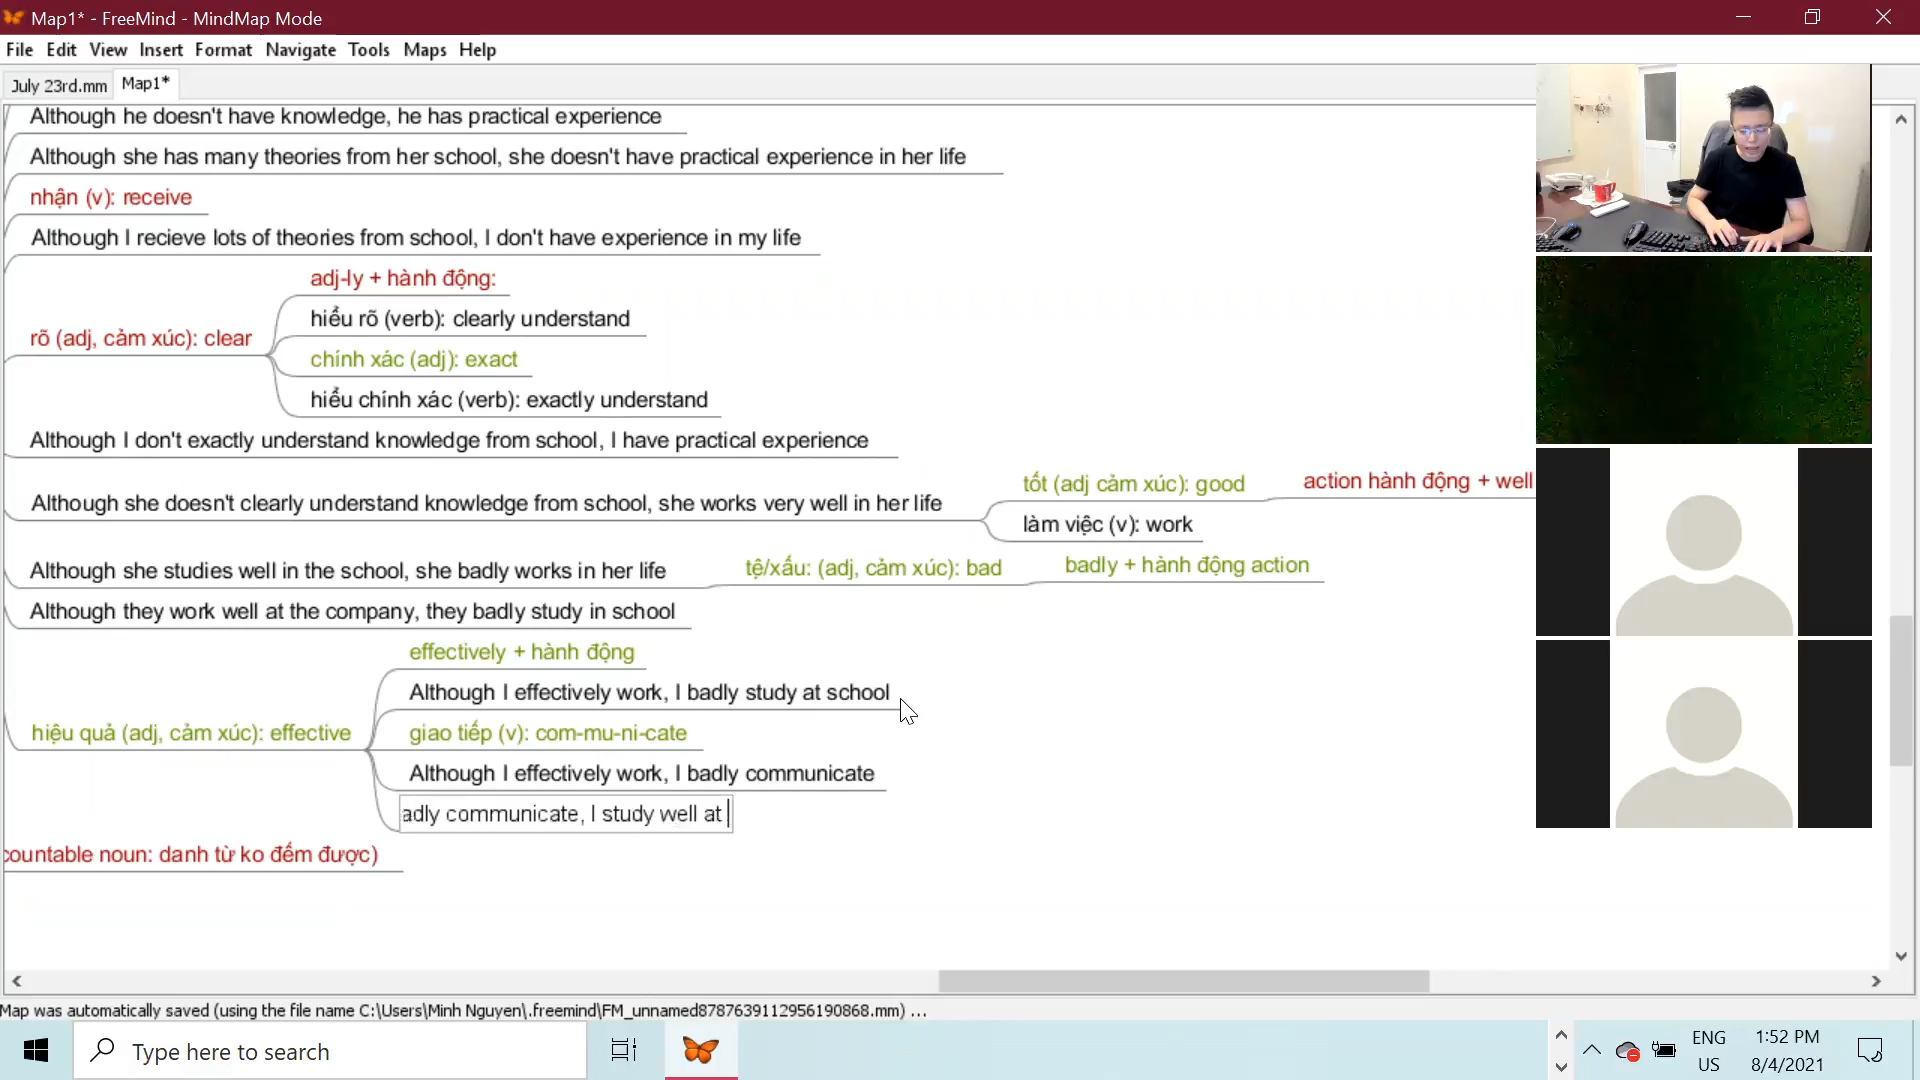 Map1* - FreeMind - MindMap Mode
File Edit View Insert Format Navigate Tools Maps Help
July 23rd.mm Map1*
Although he doesn't have knowledge, he has practical experience
Although she has many theories from her school, she doesn't have practical experience in her life
nhận (v): receive
Although I recieve lots of theories from school, I don't have experience in my life
adj-ly + hành động:
hiểu rõ (verb): clearly understand
rõ (adj, cảm xúc): clear
chính xác (adj): exact
hiểu chính xác (verb): exactly understand
Although I don't exactly understand knowledge from school, I have practical experience
tốt (adj cảm xúc): good action hành động + well
Although she doesn't clearly understand knowledge from school, she works very well in her life
làm việc (v): work
Although she studies well in the school, she badly works in her life tệ/xấu: (adj, cảm xúc): bad badly + hành động action
Although they work well at the company, they badly study in school
effectively + hành động
Although I effectively work, I badly study at school
hiệu quả (adj, cảm xúc): effective giao tiếp (v): com-mu-ni-cate
Although I effectively work, I badly communicate
adly communicate, I study well at
countable noun: danh từ ko đếm được)
Map was automatically saved (using the file name C:\Users\Minh Nguyen\.freemind\FM_unnamed8787639112956190868.mm) ...
Type here to search
ENG
US
1:52 PM
8/4/2021